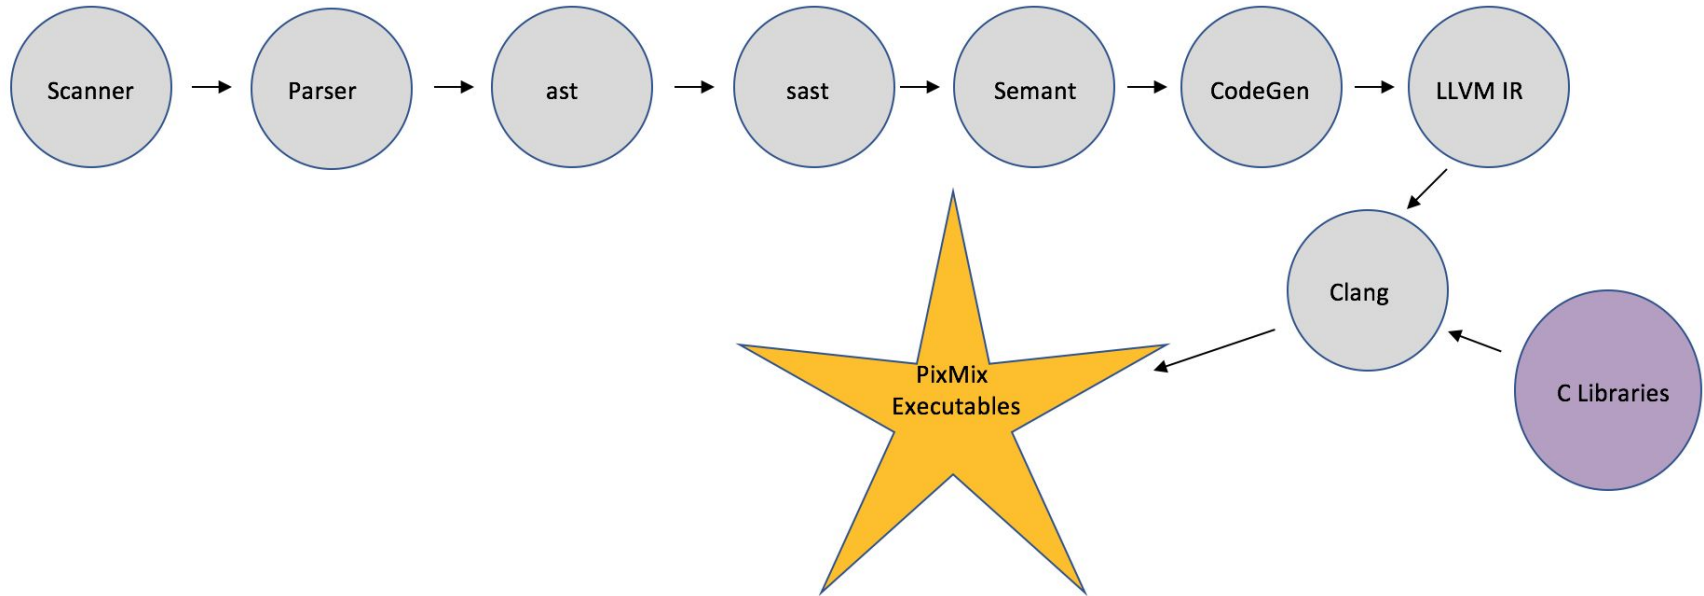 Scanner
Parser
ast
sast
Semant
CodeGen
LLVM IR
Clang
C Libraries
PixMix
Executables